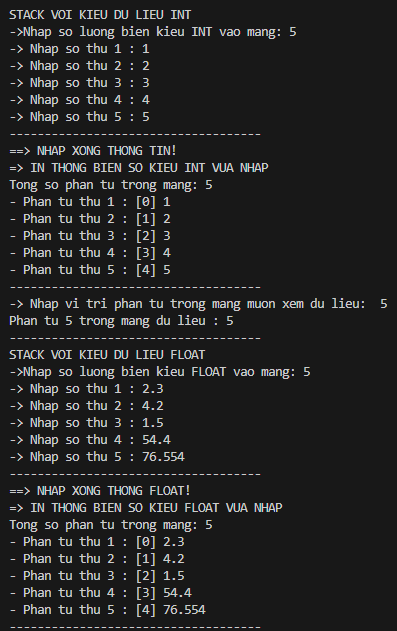 STACK VOI KIEU DU LIEU INT
->Nhap so luong bien kieu INT vao mang: 5
-> Nhap so thu 1 : 1
-> Nhap so thu 2 : 2
-> Nhap so thu 3 : 3
-> Nhap so thu 4 : 4
-> Nhap so thu 5 : 5
------------------------------------
==> NHAP XONG THONG TIN!
=> IN THONG BIEN SO KIEU INT VUA NHAP
Tong so phan tu trong mang: 5
- Phan tu thu 1 : [0] 1
- Phan tu thu 2 : [1] 2
- Phan tu thu 3 : [2] 3
- Phan tu thu 4 : [3] 4
- Phan tu thu 5 : [4] 5
------------------------------------
-> Nhap vi tri phan tu trong mang muon xem du lieu:  5
Phan tu 5 trong mang du lieu : 5
------------------------------------
STACK VOI KIEU DU LIEU FLOAT
->Nhap so luong bien kieu FLOAT vao mang: 5
-> Nhap so thu 1 : 2.3
-> Nhap so thu 2 : 4.2
-> Nhap so thu 3 : 1.5
-> Nhap so thu 4 : 54.4
-> Nhap so thu 5 : 76.554
------------------------------------
==> NHAP XONG THONG FLOAT!
=> IN THONG BIEN SO KIEU FLOAT VUA NHAP
Tong so phan tu trong mang: 5
- Phan tu thu 1 : [0] 2.3
- Phan tu thu 2 : [1] 4.2
- Phan tu thu 3 : [2] 1.5
- Phan tu thu 4 : [3] 54.4
- Phan tu thu 5 : [4] 76.554
------------------------------------